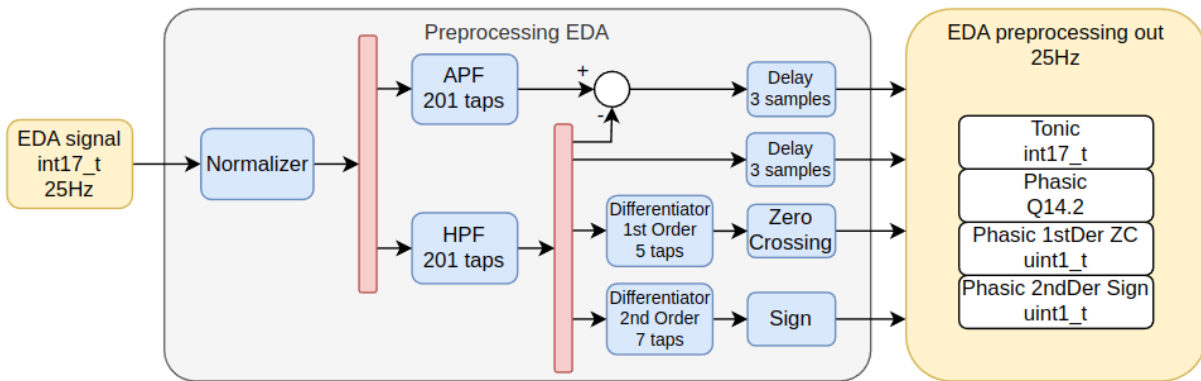 Preprocessing EDA
EDA signal
int17_t
25Hz
Normalizer
APF
201 taps
HPF
201 taps
+
-
Delay
3 samples
Delay
3 samples
Differentiator
1st Order
5 taps
Zero
Crossing
Differentiator
2nd Order
7 taps
Sign
EDA preprocessing out
25Hz
Tonic
int17_t
Phasic
Q14.2
Phasic 1stDer ZC
uint1_t
Phasic 2ndDer Sign
uint1_t